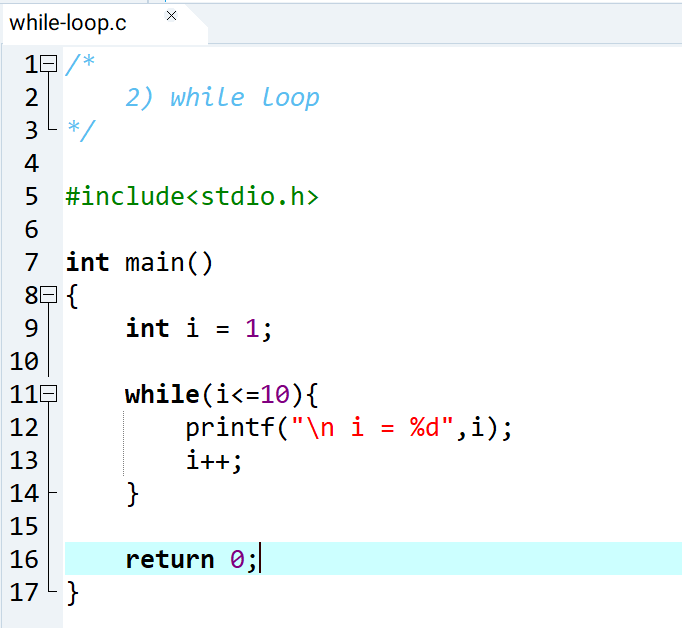 while-loop.c ×
1 /*
2     2) while loop
3 */
4
5 #include<stdio.h>
6
7 int main()
8 {
9     int i = 1;
10
11     while(i<=10){
12         printf("\n i = %d",i);
13         i++;
14     }
15
16     return 0;
17 }